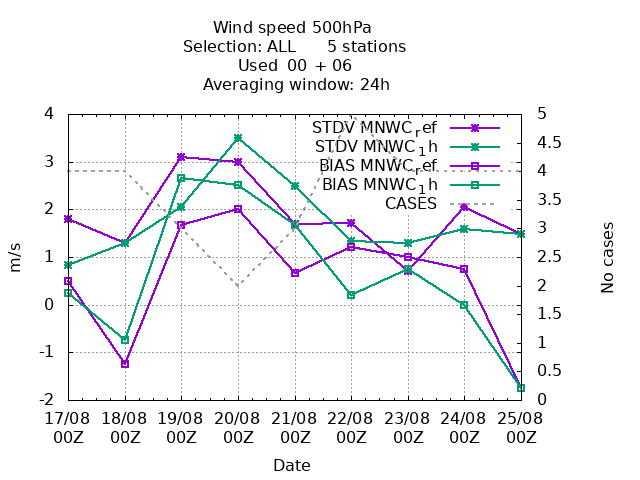 Wind speed 500hPa
Selection: ALL 5 stations
Used 00 + 06
Averaging window: 24h
STDV MNWC_ref
STDV MNWC_1h
BIAS MNWC_ref
BIAS MNWC_1h
CASES
4
3
2
1
0
-1
-2
m/s
5
4.5
4
3.5
3
2.5
2
1.5
1
0.5
0
No cases
17/08 18/08 19/08 20/08 21/08 22/08 23/08 24/08 25/08
00Z 00Z 00Z 00Z 00Z 00Z 00Z 00Z 00Z
Date